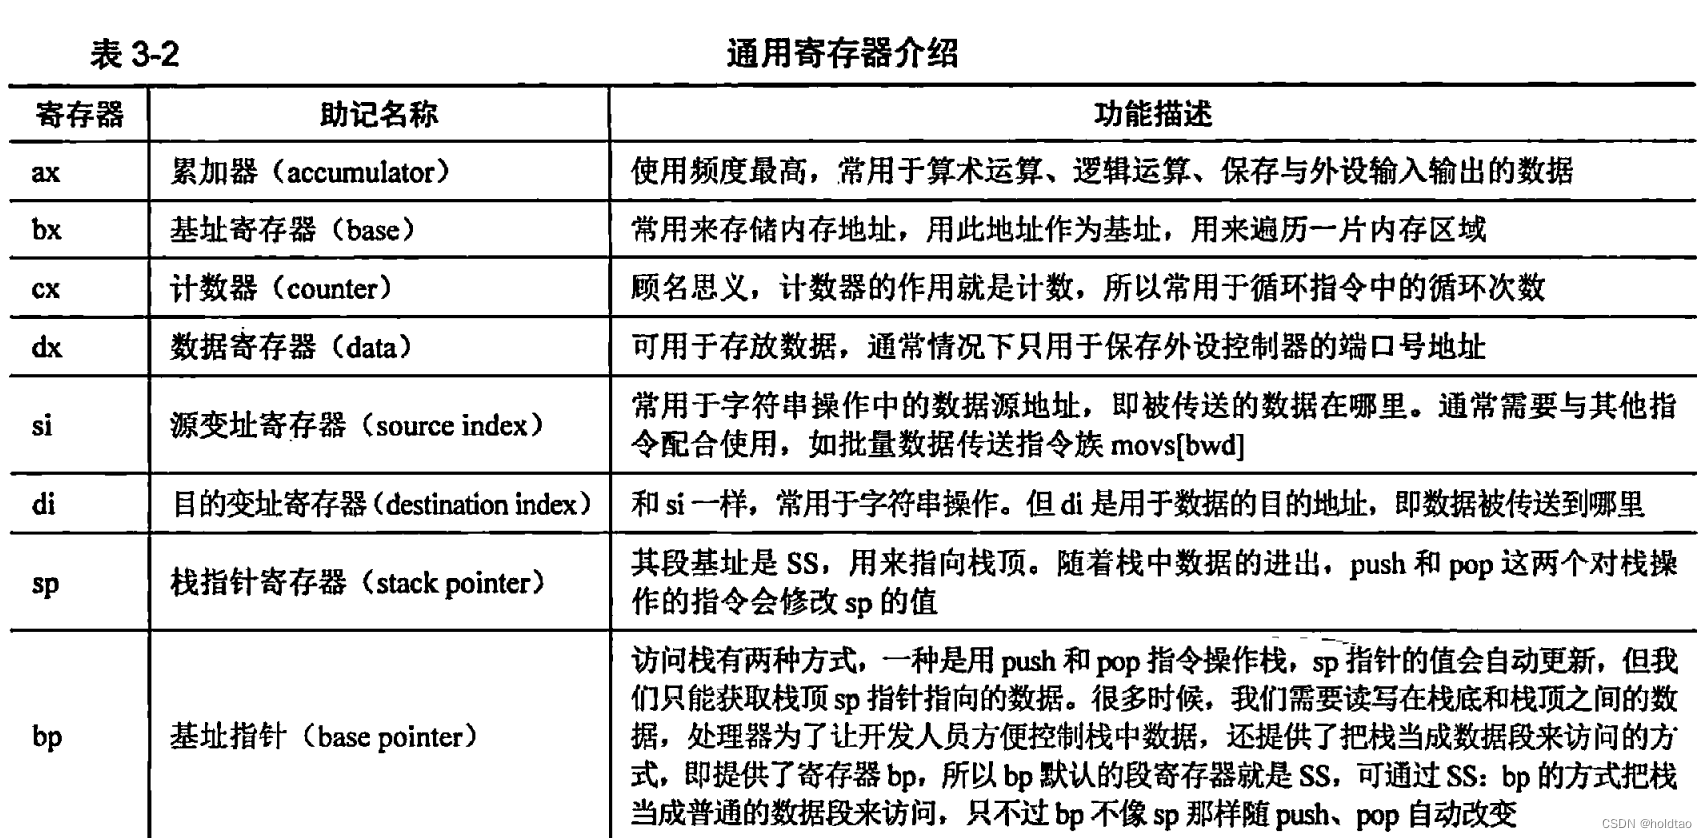 表 3-2 通用寄存器介绍
寄存器 助记名称 功能描述
ax 累加器（accumulator） 使用频度最高，常用于算术运算、逻辑运算、保存与外设输入输出的数据
bx 基址寄存器（base） 常用来存储内存地址，用此地址作为基址，用来遍历一片内存区域
cx 计数器（counter） 顾名思义，计数器的作用就是计数，所以常用于循环指令中的循环次数
dx 数据寄存器（data） 可用于存放数据，通常情况下只用于保存外设控制器的端口号地址
si 源变址寄存器（source index） 常用于字符串操作中的数据源地址，即被传送的数据在哪里。通常需要与其他指
令配合使用，如批量数据传送指令族 movs[bwd]
di 目的变址寄存器（destination index） 和 si 一样，常用于字符串操作。但 di 是用于数据的目的地址，即数据被传送到哪里
sp 栈指针寄存器（stack pointer） 其段基址是 SS，用来指向栈顶。随着栈中数据的进出，push 和 pop 这两个对栈操
作的指令会修改 sp 的值
bp 基址指针（base pointer） 访问栈有两种方式，一种是用 push 和 pop 指令操作栈，sp 指针的值会自动更新，但我
们只能获取栈顶 sp 指针指向的数据。很多时候，我们需要读写在栈底和栈顶之间的数
据，处理器为了让开发人员方便控制栈中数据，还提供了把栈当成数据段来访问的方
式，即提供了寄存器 bp，所以 bp 默认的段寄存器就是 SS，可通过 SS：bp 的方式把栈
当成普通的数据段来访问，只不过 bp 不像 sp 那样随 push、pop 自动改变
CSDN @holdtao